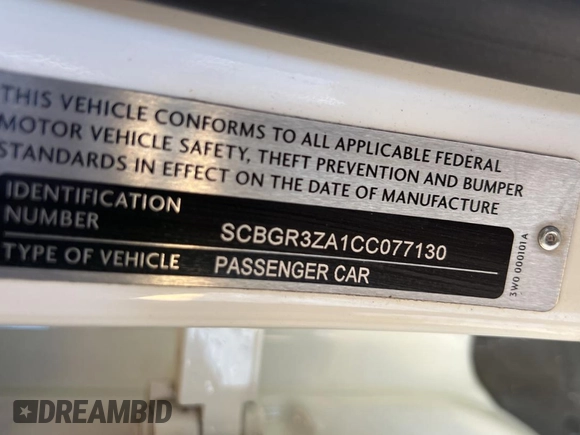 THIS VEHICLE CONFORMS TO ALL APPLICABLE FEDERAL
MOTOR VEHICLE SAFETY, THEFT PREVENTION AND BUMPER
STANDARDS IN EFFECT ON THE DATE OF MANUFACTURE
IDENTIFICATION
NUMBER
SCBGR3ZA1CC077130
TYPE OF VEHICLE PASSENGER CAR
3W0 000101 A
DREAMBID